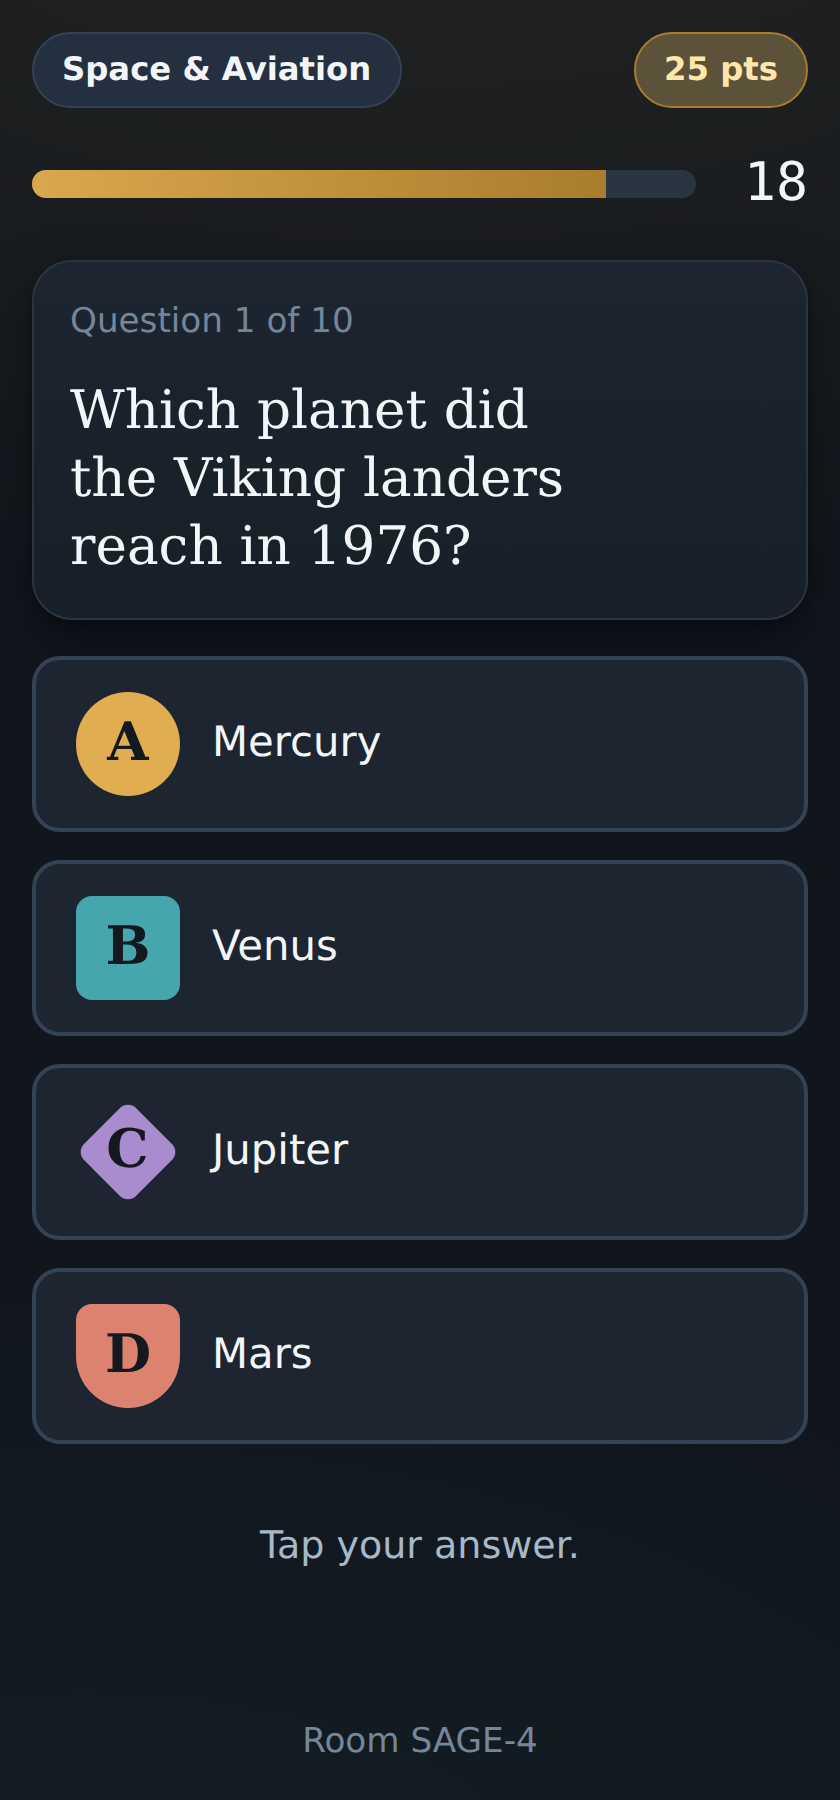 Space & Aviation
25 pts
18
Question 1 of 10
Which planet did
the Viking landers
reach in 1976?
A Mercury
B Venus
C Jupiter
D Mars
Tap your answer.
Room SAGE-4